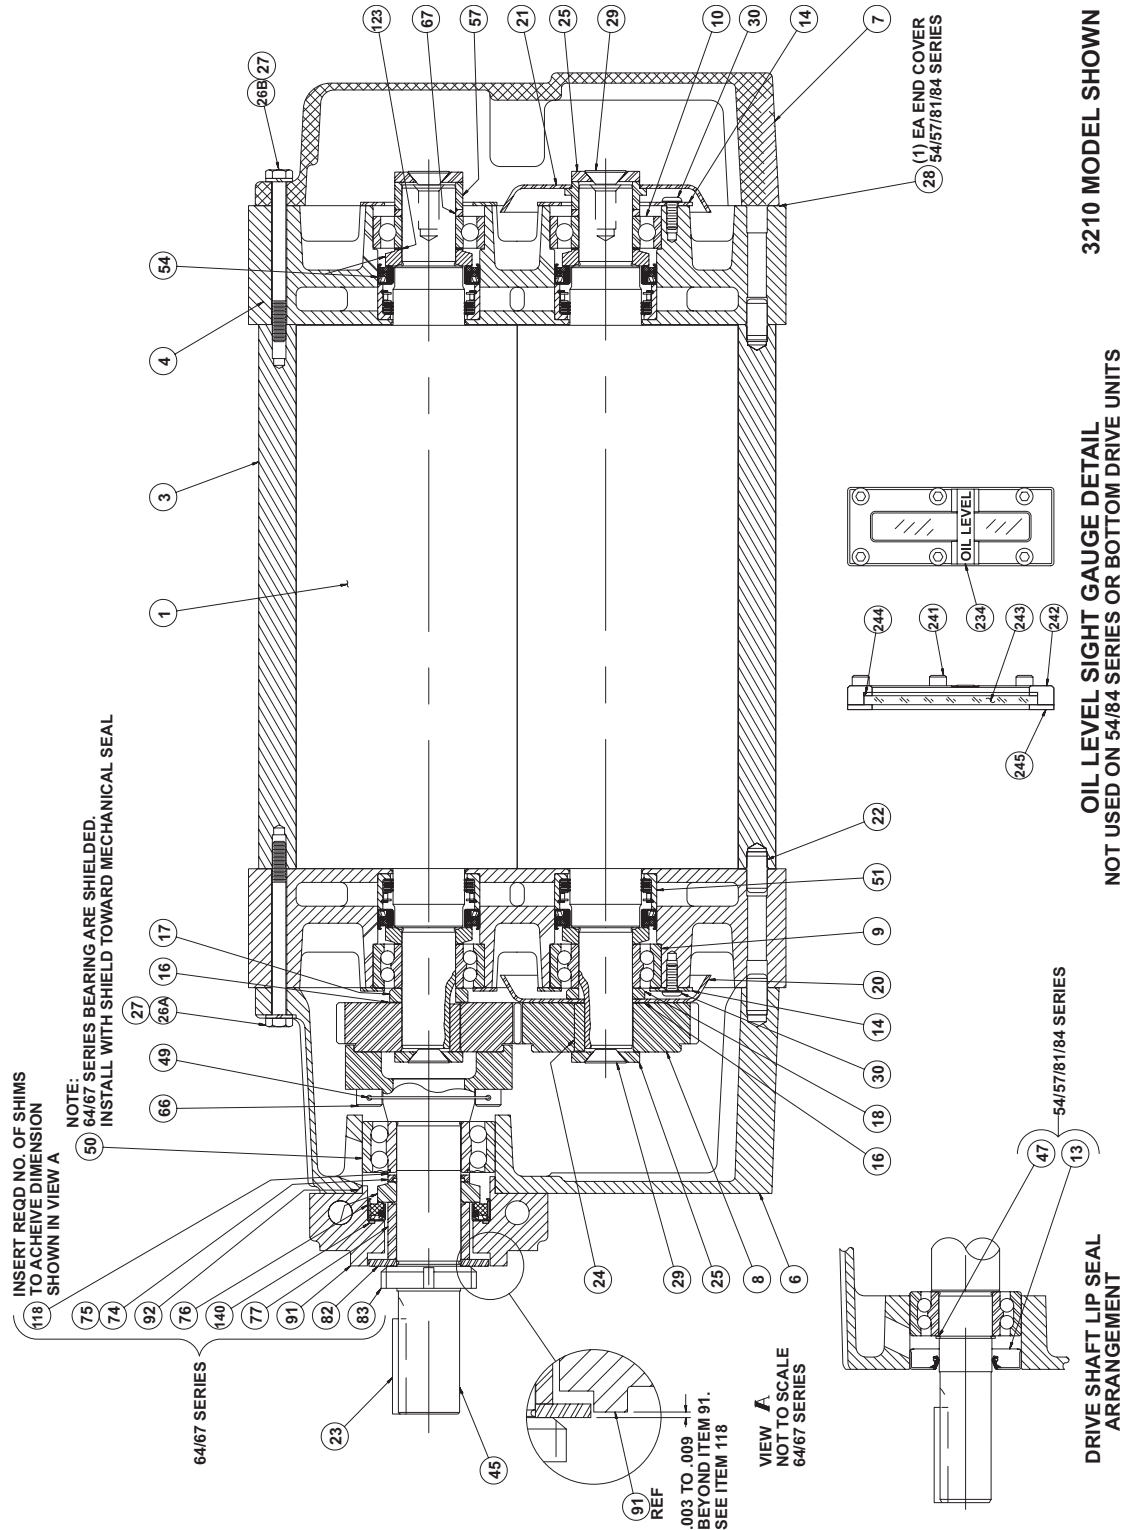 INSERT REQD NO. OF SHIMS
TO ACHEIVE DIMENSION
SHOWN IN VIEW A
118
75
74
92
76
140
77
91
82
83
64/67 SERIES
NOTE:
50
64/67 SERIES BEARING ARE SHIELDED.
INSTALL WITH SHIELD TOWARD MECHANICAL SEAL
66
49
27
26A
16
17
1
3
4
54
26B
27
123
67
57
21
25
29
10
30
14
7
23
45
24
29
25
8
6
16
18
30
14
20
9
51
22
28
(1) EA END COVER
54/57/81/84 SERIES
91
REF
.003 TO .009
BEYOND ITEM 91.
SEE ITEM 118
VIEW A
NOT TO SCALE
64/67 SERIES
47
13
54/57/81/84 SERIES
DRIVE SHAFT LIP SEAL
ARRANGEMENT
245
244
241
234
243
242
OIL LEVEL
OIL LEVEL SIGHT GAUGE DETAIL
NOT USED ON 54/84 SERIES OR BOTTOM DRIVE UNITS
3210 MODEL SHOWN